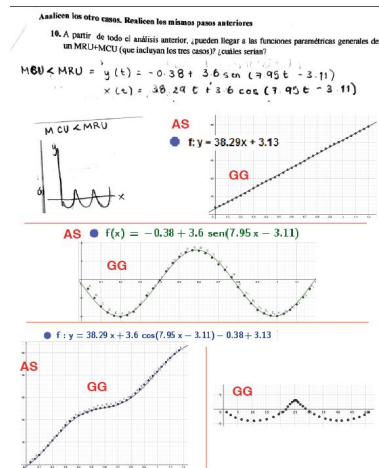 Analicen los otro casos. Realicen los mismos pasos anteriores
10. A partir de todo el análisis anterior, ¿pueden llegar a las funciones paramétricas generales de
un MRU+MCU (que incluyan los tres casos)? ¿cuáles serían?
MCU < MRU = y(t) = -0.38 + 3.6 sen (7.95t - 3.11)
x(t) = 38.29 t + 3.6 cos (7.95t - 3.11)
MCU < MRU
y
x
AS
f: y = 38.29x + 3.13
GG
AS
f(x) = −0.38 + 3.6 sen(7.95 x − 3.11)
GG
f : y = 38.29 x + 3.6 cos(7.95 x − 3.11) − 0.38 + 3.13
AS
GG
GG